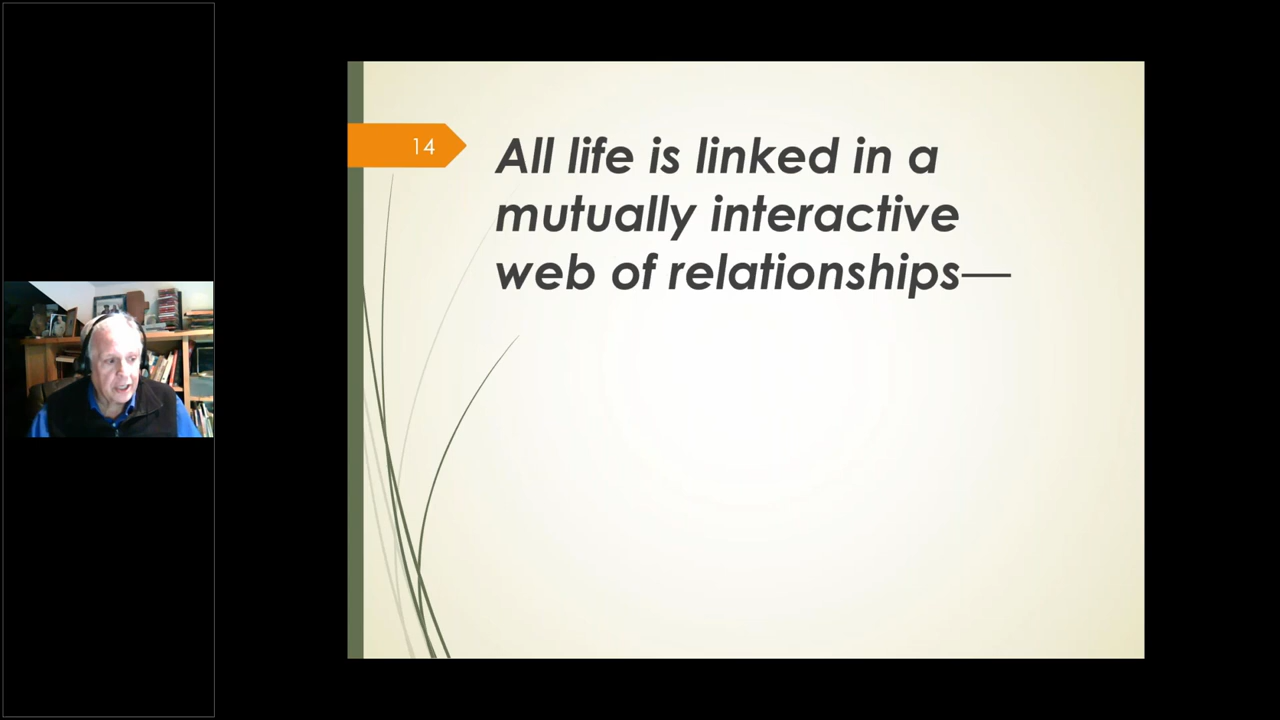 14
All life is linked in a
mutually interactive
web of relationships—